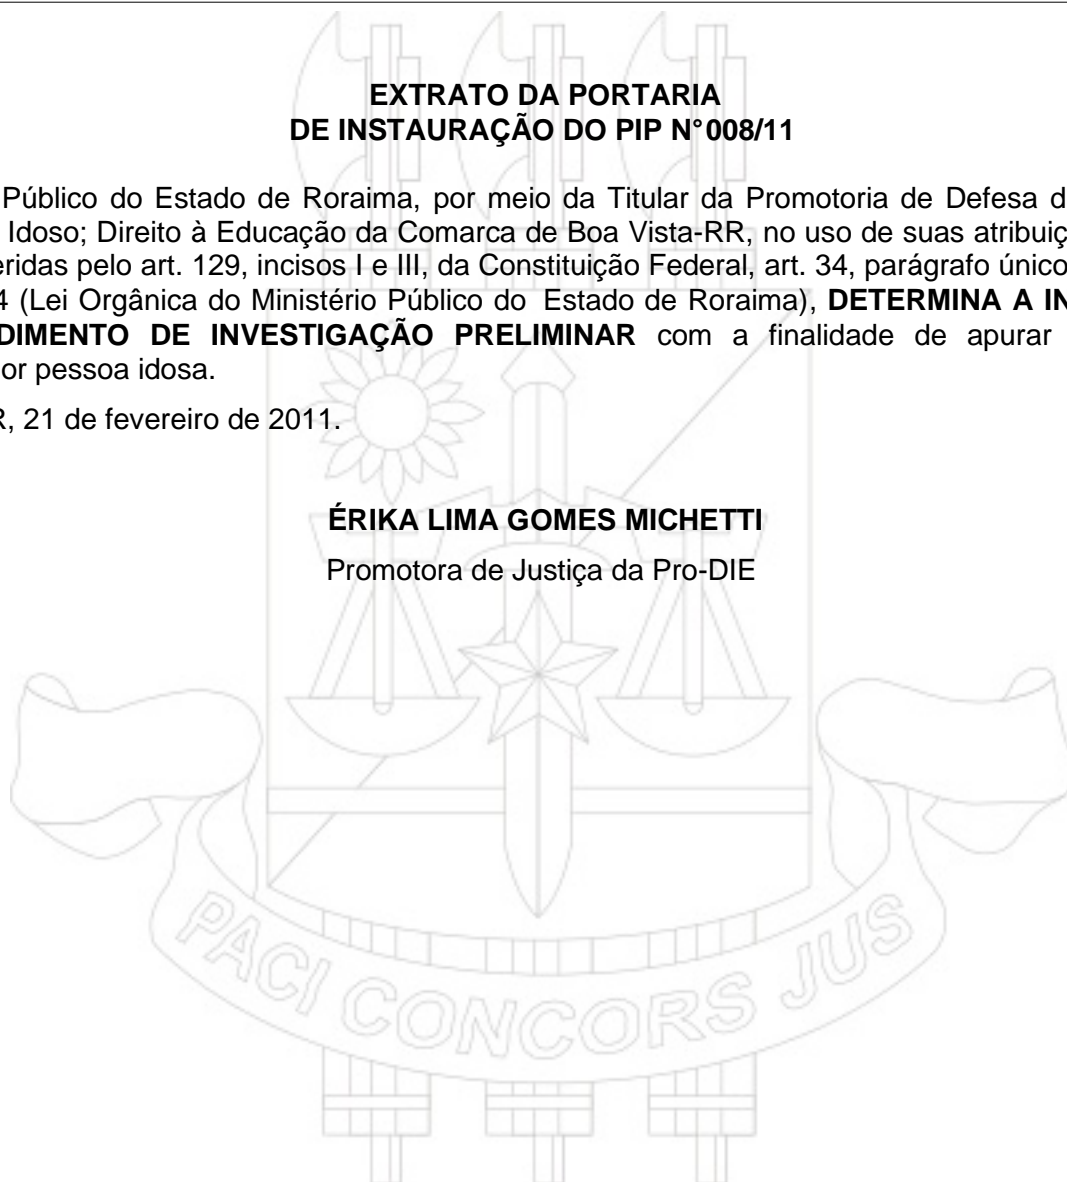 EXTRATO DA PORTARIA
DE INSTAURAÇÃO DO PIP N° 008/11
Público do Estado de Roraima, por meio da Titular da Promotoria de Defesa d
Idoso; Direito à Educação da Comarca de Boa Vista-RR, no uso de suas atribuiç
eridas pelo art. 129, incisos I e III, da Constituição Federal, art. 34, parágrafo único
4 (Lei Orgânica do Ministério Público do Estado de Roraima), DETERMINA A IN
DIMENTO DE INVESTIGAÇÃO PRELIMINAR com a finalidade de apurar
or pessoa idosa.
R, 21 de fevereiro de 2011.
ÉRIKA LIMA GOMES MICHETTI
Promotora de Justiça da Pro-DIE
PACI CONCORS JUS